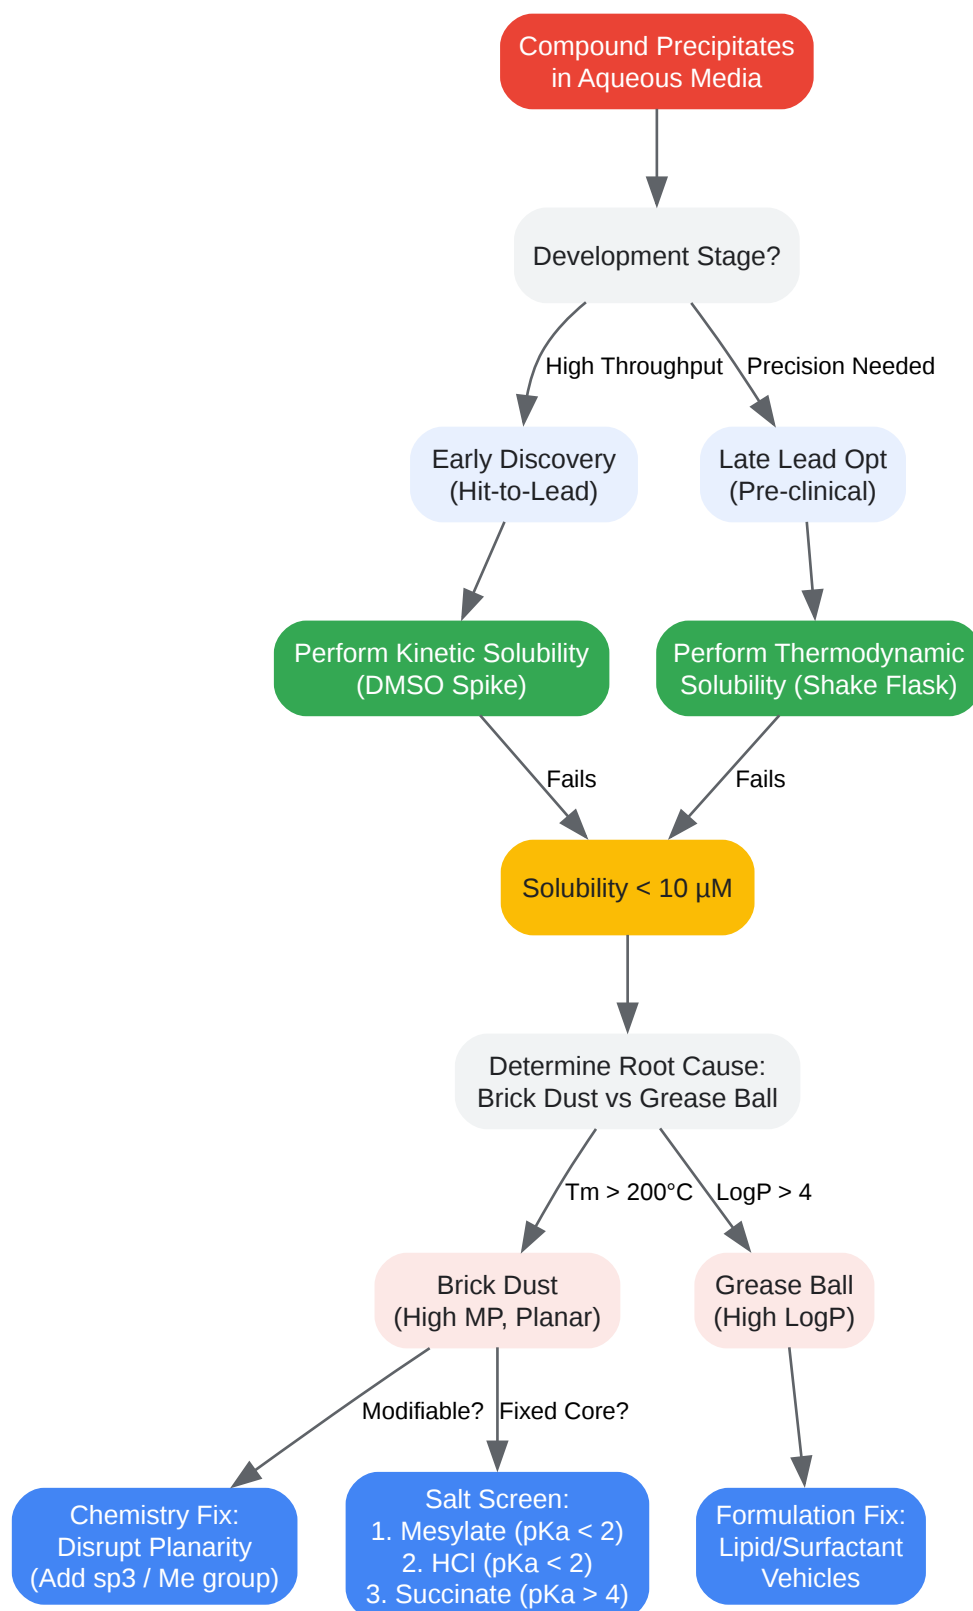 Compound Precipitates
in Aqueous Media
Development Stage?
High Throughput
Precision Needed
Early Discovery
(Hit-to-Lead)
Late Lead Opt
(Pre-clinical)
Perform Kinetic Solubility
(DMSO Spike)
Perform Thermodynamic
Solubility (Shake Flask)
Fails
Fails
Solubility < 10 µM
Determine Root Cause:
Brick Dust vs Grease Ball
Tm > 200°C
LogP > 4
Brick Dust
(High MP, Planar)
Grease Ball
(High LogP)
Modifiable?
Fixed Core?
Chemistry Fix:
Disrupt Planarity
(Add sp3 / Me group)
Salt Screen:
1. Mesylate (pKa < 2)
2. HCl (pKa < 2)
3. Succinate (pKa > 4)
Formulation Fix:
Lipid/Surfactant
Vehicles